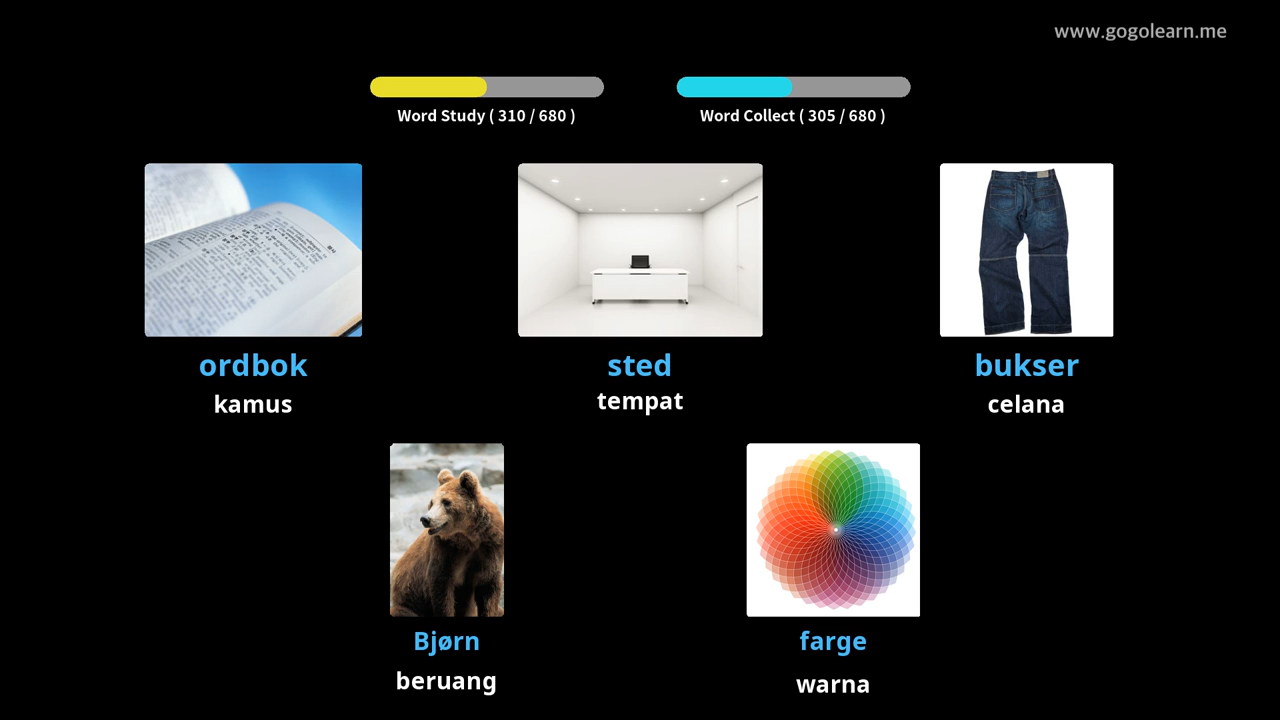 www.gogolearn.me
Word Study ( 310 / 680 )
Word Collect ( 305 / 680 )
ordbok
kamus
sted
tempat
bukser
celana
Bjørn
beruang
farge
warna